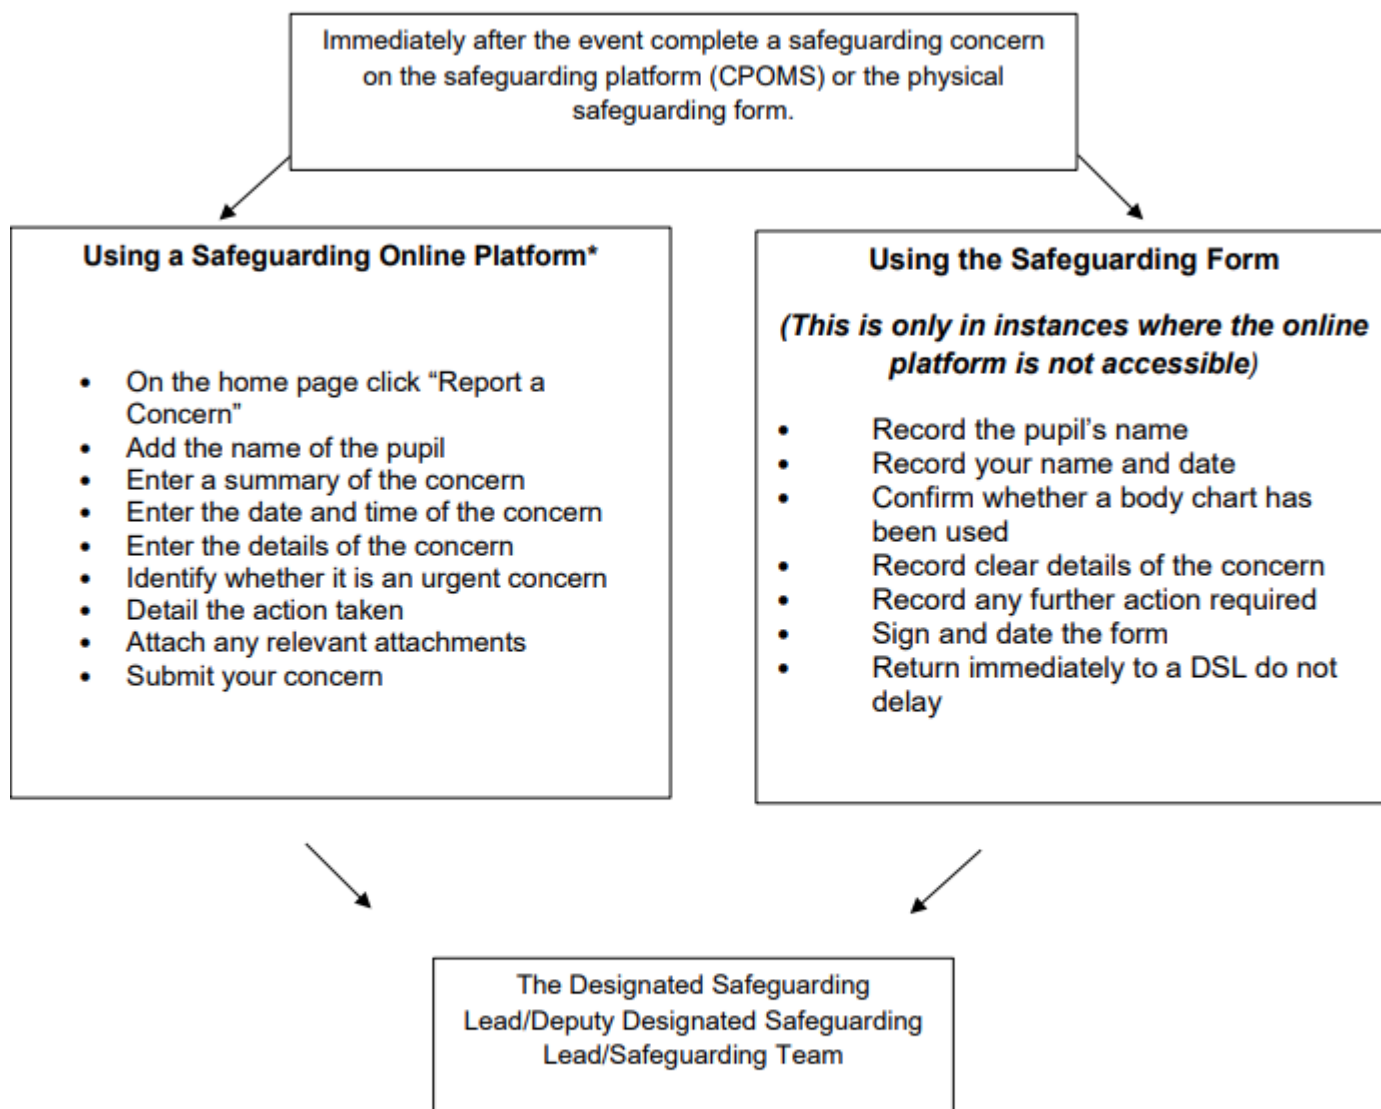 Immediately after the event complete a safeguarding concern
on the safeguarding platform (CPOMS) or the physical
safeguarding form.
Using a Safeguarding Online Platform*
• On the home page click “Report a
Concern”
• Add the name of the pupil
• Enter a summary of the concern
• Enter the date and time of the concern
• Enter the details of the concern
• Identify whether it is an urgent concern
• Detail the action taken
• Attach any relevant attachments
• Submit your concern
Using the Safeguarding Form
(This is only in instances where the online
platform is not accessible)
• Record the pupil’s name
• Record your name and date
• Confirm whether a body chart has
been used
• Record clear details of the concern
• Record any further action required
• Sign and date the form
• Return immediately to a DSL do not
delay
The Designated Safeguarding
Lead/Deputy Designated Safeguarding
Lead/Safeguarding Team